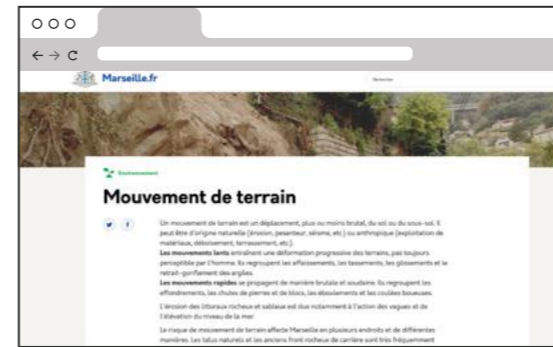 Marseille.fr
Rechercher
Environnement
Mouvement de terrain
Un mouvement de terrain est un déplacement, plus ou moins brutal, du sol ou du sous-sol. Il
peut être d'origine naturelle (érosion, pesanteur, séisme, etc.) ou anthropique (exploitation de
matériaux, déboisement, terrassement, etc.).
Les mouvements lents entraînent une déformation progressive des terrains, pas toujours
perceptible par l'homme. Ils regroupent les affaissements, les tassements, les glissements et le
retrait-gonflement des argiles.
Les mouvements rapides se propagent de manière brutale et soudaine. Ils regroupent les
effondrements, les chutes de pierres et de blocs, les éboulements et les coulées boueuses.
L'érosion des littoraux rocheux et sableux est due notamment à l'action des vagues et de
l'élévation du niveau de la mer.
Le risque de mouvement de terrain affecte Marseille en plusieurs endroits et de différentes
manières. Les talus naturels et les anciens front rocheux de carrière sont très fréquemment